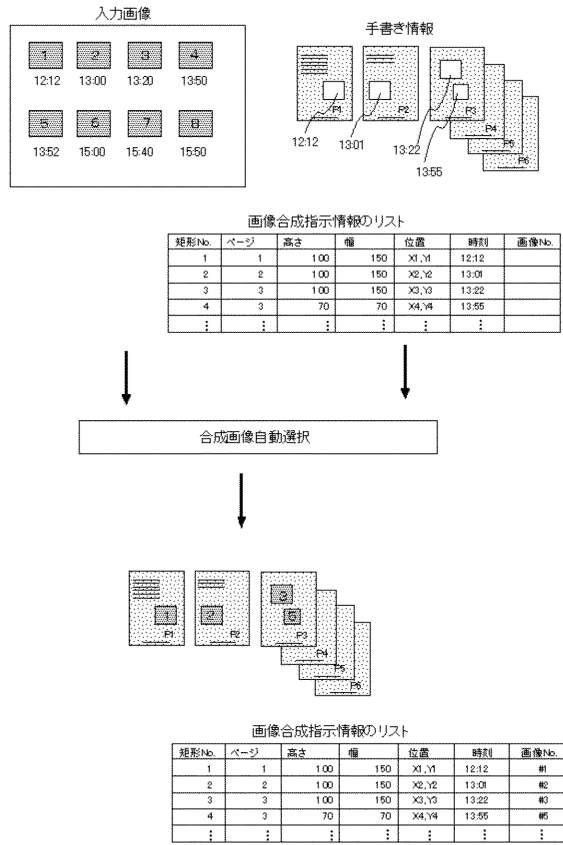 入力画像
1 2 3 4
12:12 13:00 13:20 13:50
5 6 7 8
13:52 15:00 15:40 15:50
手書き情報
P1 P2 P3
P4
P5
P6
12:12 13:01 13:22
13:55
画像合成指示情報のリスト
矩形No. ページ 高さ 幅 位置 時刻 画像No.
1 1 100 150 X1,Y1 12:12
2 2 100 150 X2,Y2 13:01
3 3 100 150 X3,Y3 13:22
4 3 70 70 X4,Y4 13:55
⋮ ⋮ ⋮ ⋮ ⋮ ⋮
合成画像自動選択
1 2 3
5
P1 P2 P3
P4
P5
P6
画像合成指示情報のリスト
矩形No. ページ 高さ 幅 位置 時刻 画像No.
1 1 100 150 X1,Y1 12:12 #1
2 2 100 150 X2,Y2 13:01 #2
3 3 100 150 X3,Y3 13:22 #3
4 3 70 70 X4,Y4 13:55 #5
⋮ ⋮ ⋮ ⋮ ⋮ ⋮ ⋮